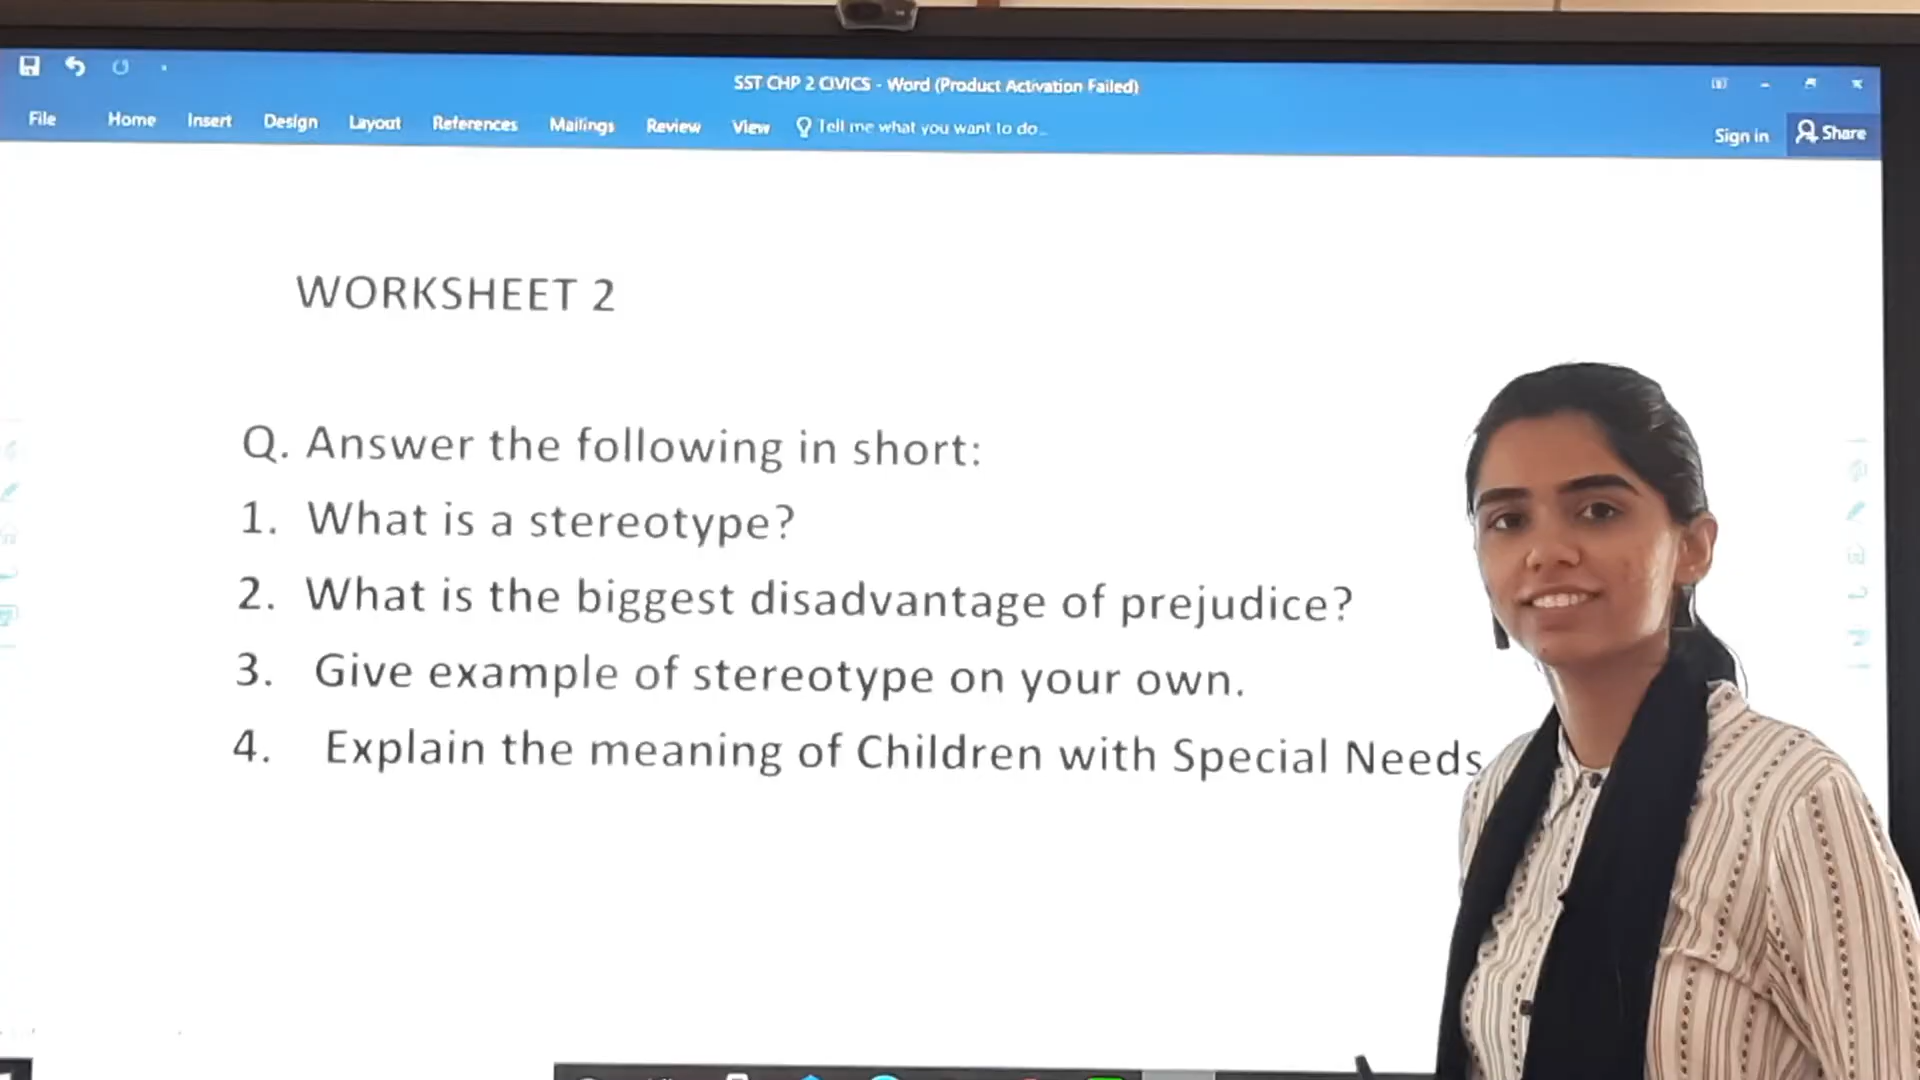 SST CHP 2 CIVICS - Word (Product Activation Failed)
File Home Insert Design Layout References Mailings Review View Tell me what you want to do... Sign in Share
WORKSHEET 2
Q. Answer the following in short:
1. What is a stereotype?
2. What is the biggest disadvantage of prejudice?
3. Give example of stereotype on your own.
4. Explain the meaning of Children with Special Needs